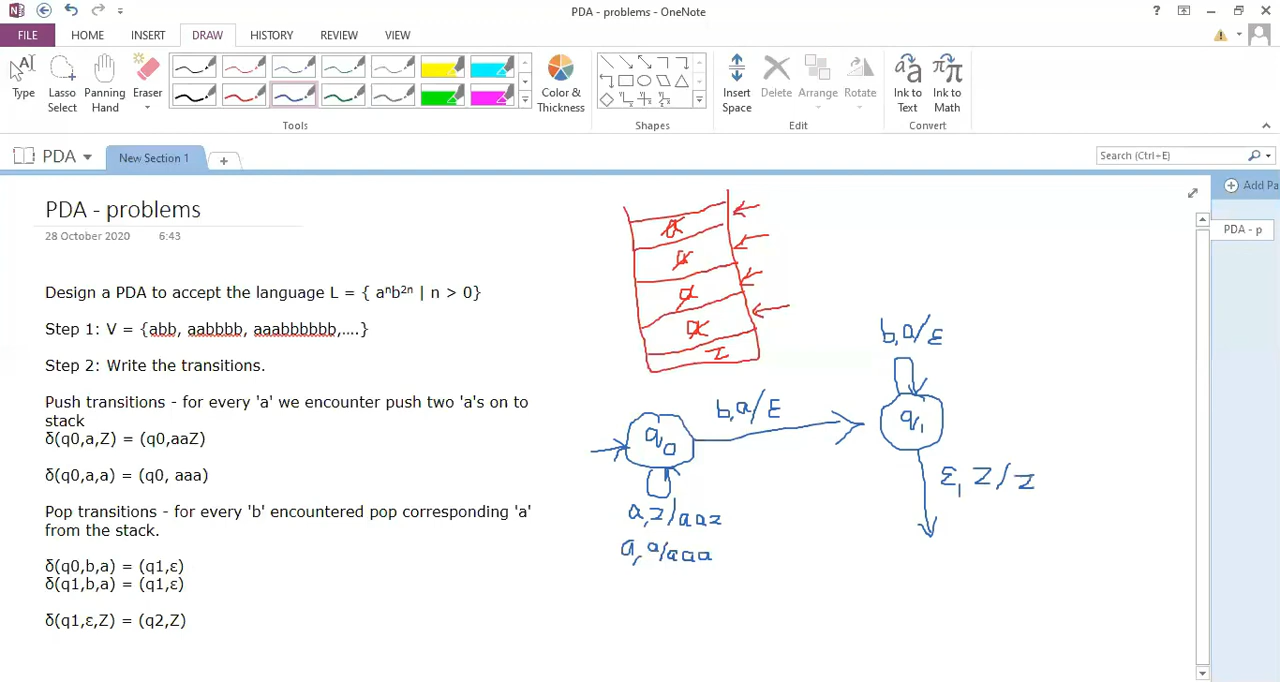 PDA - problems - OneNote
FILE HOME INSERT DRAW HISTORY REVIEW VIEW
Type
Lasso Select
Panning Hand
Eraser
Color & Thickness
Insert Space
Delete
Arrange
Rotate
Ink to Text
Ink to Math
Tools
Shapes
Edit
Convert
PDA
New Section 1
Search (Ctrl+E)
Add Pa
PDA - p
PDA - problems
28 October 2020 6:43
Design a PDA to accept the language L = { aⁿb²ⁿ | n > 0}
Step 1: V = {abb, aabbbb, aaabbbbbb,....}
Step 2: Write the transitions.
Push transitions - for every 'a' we encounter push two 'a's on to
stack
δ(q0,a,Z) = (q0,aaZ)
δ(q0,a,a) = (q0, aaa)
Pop transitions - for every 'b' encountered pop corresponding 'a'
from the stack.
δ(q0,b,a) = (q1,ε)
δ(q1,b,a) = (q1,ε)
δ(q1,ε,Z) = (q2,Z)
a
a
a
a
z
b,a/ε
b,a/ε
q₀
q₁
ε, z/z
a,z/aaz
a,a/aaa